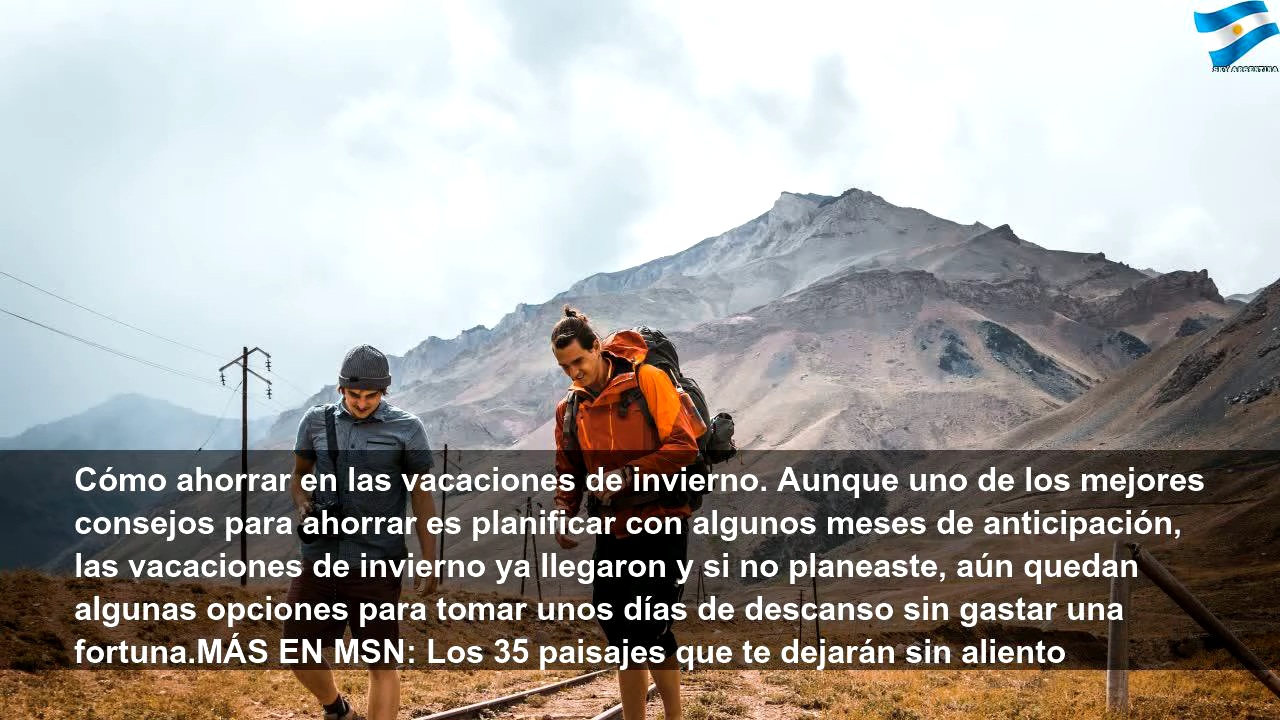 SKY ARGENTINA
Cómo ahorrar en las vacaciones de invierno. Aunque uno de los mejores
consejos para ahorrar es planificar con algunos meses de anticipación,
las vacaciones de invierno ya llegaron y si no planeaste, aún quedan
algunas opciones para tomar unos días de descanso sin gastar una
fortuna.MÁS EN MSN: Los 35 paisajes que te dejarán sin aliento